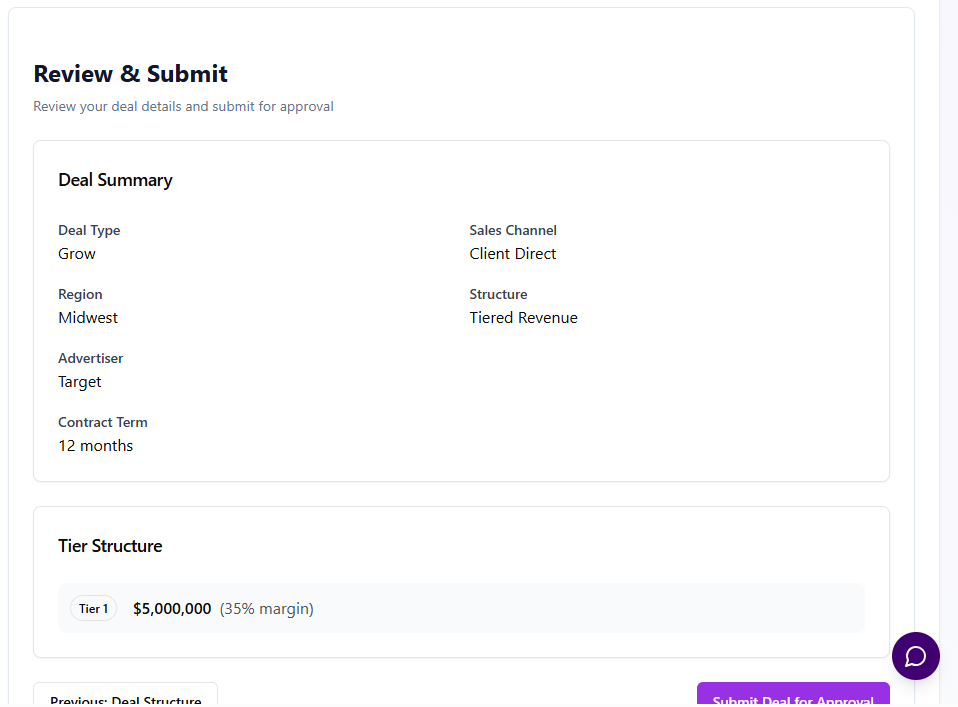 Review & Submit
Review your deal details and submit for approval
Deal Summary
Deal Type
Grow
Sales Channel
Client Direct
Region
Midwest
Structure
Tiered Revenue
Advertiser
Target
Contract Term
12 months
Tier Structure
Tier 1 $5,000,000 (35% margin)
Previous: Deal Structure
Submit Deal for Approval